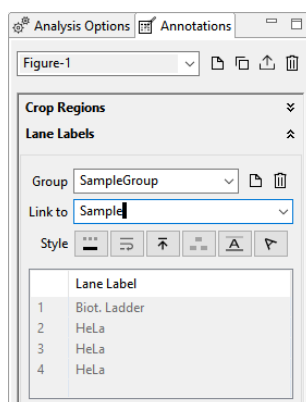 Analysis Options Annotations
Figure-1
Crop Regions
Lane Labels
Group SampleGroup
Link to Sample
Style A
Lane Label
1 Biot. Ladder
2 HeLa
3 HeLa
4 HeLa